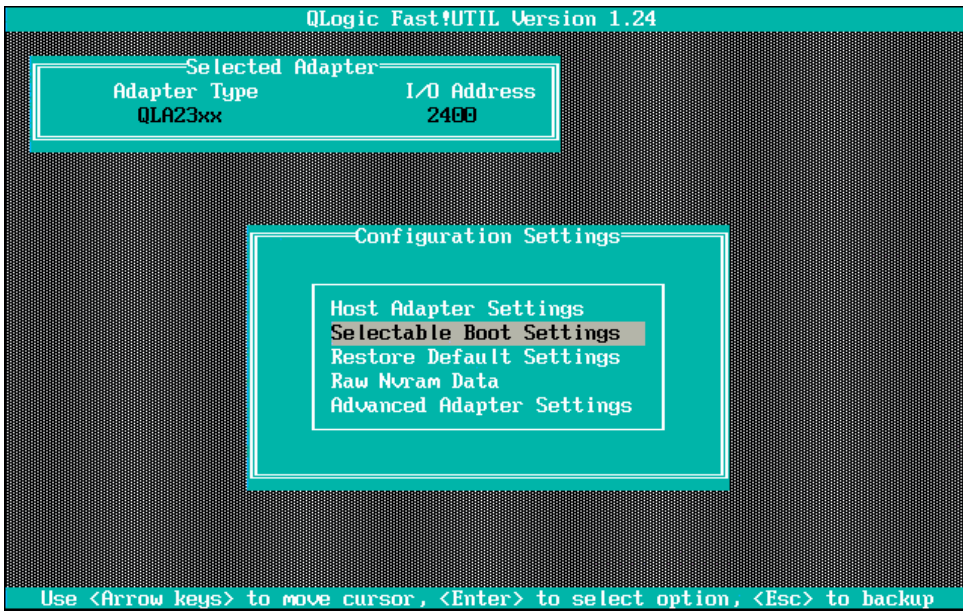 QLogic Fast!UTIL Version 1.24
Selected Adapter
Adapter Type I/O Address
QLA23xx 2400
Configuration Settings
Host Adapter Settings
Selectable Boot Settings
Restore Default Settings
Raw Nvram Data
Advanced Adapter Settings
Use <Arrow keys> to move cursor, <Enter> to select option, <Esc> to backup